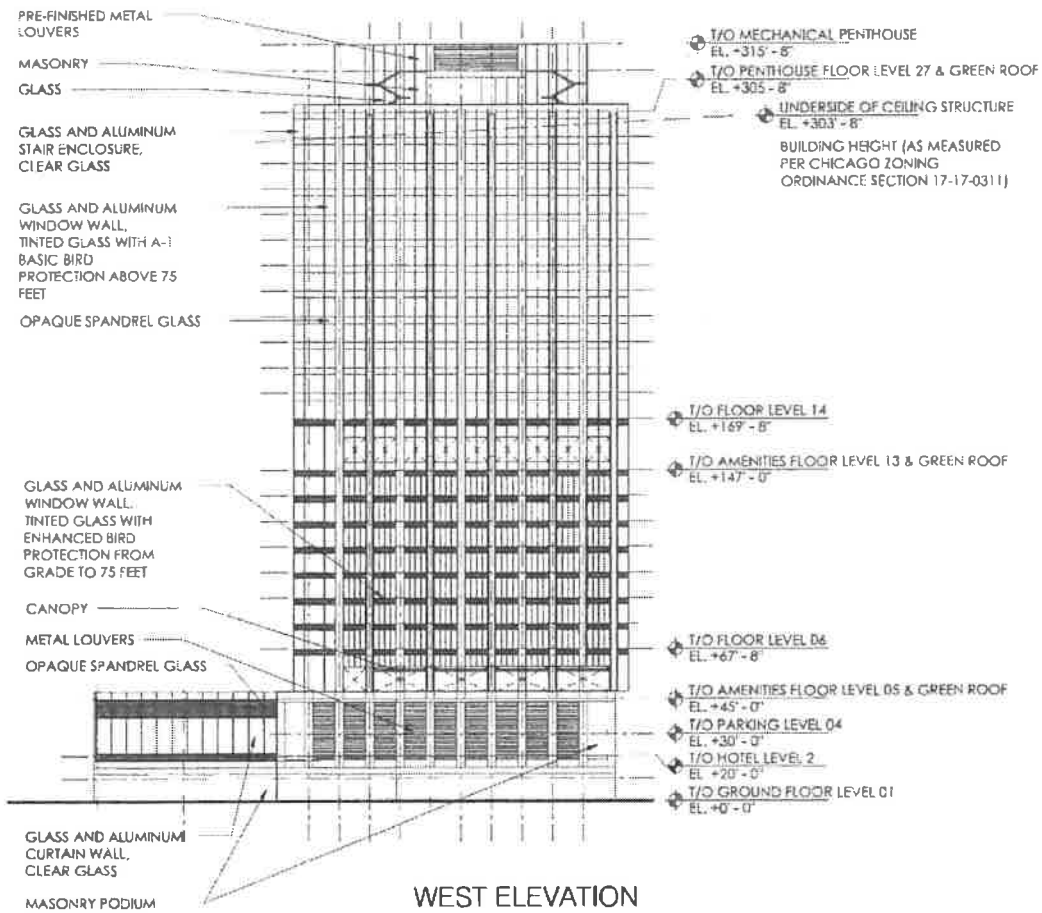 PRE-FINISHED METAL
LOUVERS
MASONRY
GLASS
GLASS AND ALUMINUM
STAIR ENCLOSURE,
CLEAR GLASS
GLASS AND ALUMINUM
WINDOW WALL,
TINTED GLASS WITH A-1
BASIC BIRD
PROTECTION ABOVE 75
FEET
OPAQUE SPANDREL GLASS
GLASS AND ALUMINUM
WINDOW WALL,
TINTED GLASS WITH
ENHANCED BIRD
PROTECTION FROM
GRADE TO 75 FEET
CANOPY
METAL LOUVERS
OPAQUE SPANDREL GLASS
GLASS AND ALUMINUM
CURTAIN WALL,
CLEAR GLASS
MASONRY PODIUM
T/O MECHANICAL PENTHOUSE
EL. +315' - 8"
T/O PENTHOUSE FLOOR LEVEL 27 & GREEN ROOF
EL. +305 - 8"
UNDERSIDE OF CEILING STRUCTURE
EL. +303' - 8"
BUILDING HEIGHT (AS MEASURED
PER CHICAGO ZONING
ORDINANCE SECTION 17-17-0311)
T/O FLOOR LEVEL 14
EL. +169' - 8"
T/O AMENITIES FLOOR LEVEL 13 & GREEN ROOF
EL. +147' - 0"
T/O FLOOR LEVEL 06
EL. +67' - 8"
T/O AMENITIES FLOOR LEVEL 05 & GREEN ROOF
EL. +45' - 0"
T/O PARKING LEVEL 04
EL. +30' - 0"
T/O HOTEL LEVEL 2
EL. +20' - 0"
T/O GROUND FLOOR LEVEL 01
EL. +0' - 0"
WEST ELEVATION